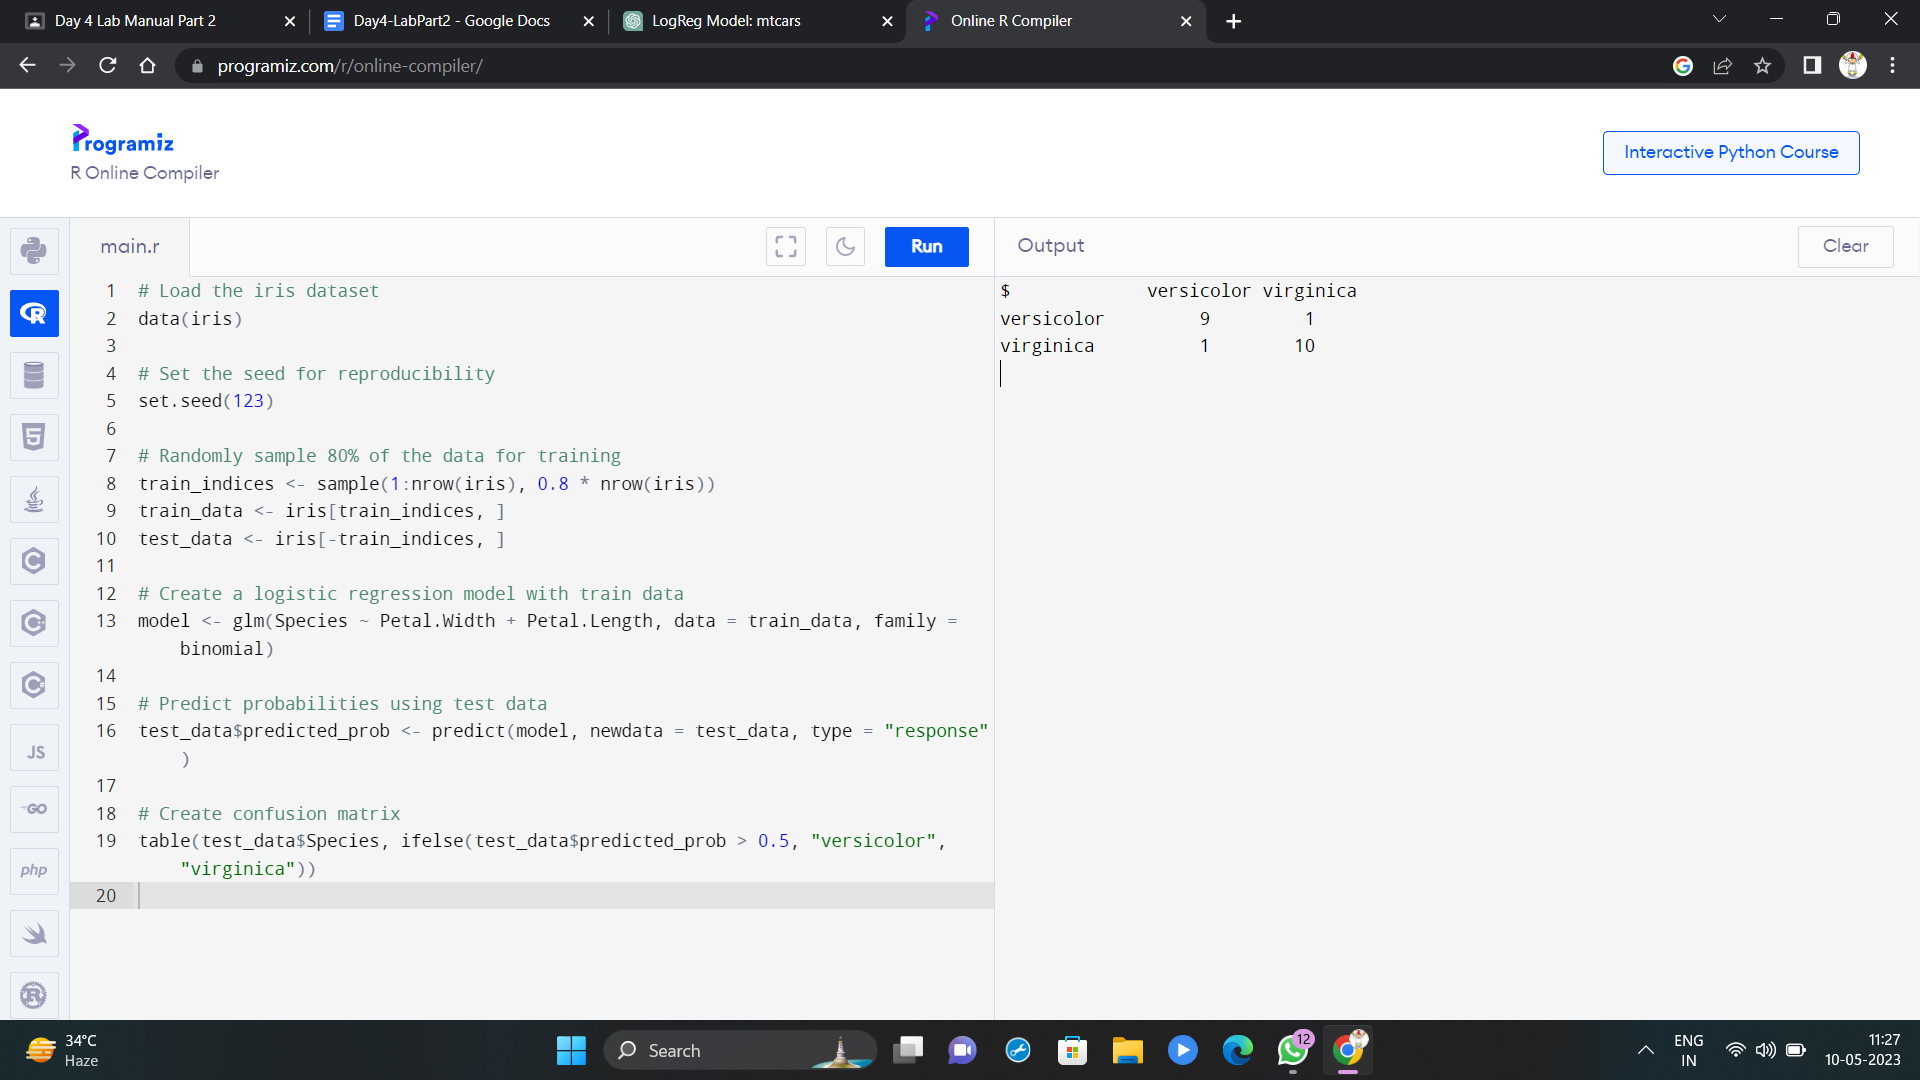 Day 4 Lab Manual Part 2
Day4-LabPart2 - Google Docs
LogReg Model: mtcars
Online R Compiler
programiz.com/r/online-compiler/
Programiz
R Online Compiler
Interactive Python Course
main.r
Run
Output
Clear
1 # Load the iris dataset
2 data(iris)
3
4 # Set the seed for reproducibility
5 set.seed(123)
6
7 # Randomly sample 80% of the data for training
8 train_indices <- sample(1:nrow(iris), 0.8 * nrow(iris))
9 train_data <- iris[train_indices, ]
10 test_data <- iris[-train_indices, ]
11
12 # Create a logistic regression model with train data
13 model <- glm(Species ~ Petal.Width + Petal.Length, data = train_data, family =
binomial)
14
15 # Predict probabilities using test data
16 test_data$predicted_prob <- predict(model, newdata = test_data, type = "response"
)
17
18 # Create confusion matrix
19 table(test_data$Species, ifelse(test_data$predicted_prob > 0.5, "versicolor",
"virginica"))
20
$ versicolor virginica
versicolor 9 1
virginica 1 10
JS
GO
php
34°C
Haze
Search
12
ENG
IN
11:27
10-05-2023